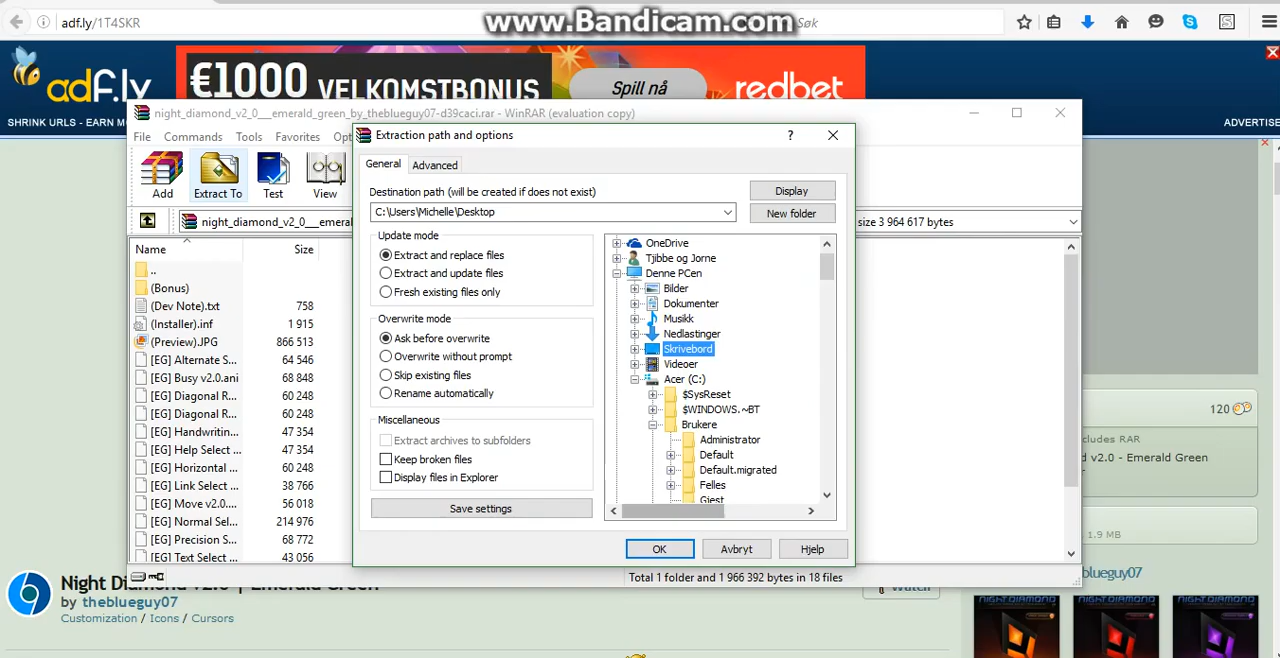 www.Bandicam.com
adf.ly/1T4SKR
Søk
adf.ly
SHRINK URLS - EARN M
€1000 VELKOMSTBONUS
Spill nå
redbet
ADVERTISE
night_diamond_v2_0___emerald_green_by_theblueguy07-d39caci.rar - WinRAR (evaluation copy)
File Commands Tools Favorites Opt
Add Extract To Test View
night_diamond_v2_0___emeral
size 3 964 617 bytes
Name Size
..
(Bonus)
(Dev Note).txt 758
(Installer).inf 1 915
(Preview).JPG 866 513
[EG] Alternate S... 64 546
[EG] Busy v2.0.ani 68 848
[EG] Diagonal R... 60 248
[EG] Diagonal R... 60 248
[EG] Handwritin... 47 354
[EG] Help Select ... 47 354
[EG] Horizontal ... 60 248
[EG] Link Select ... 38 766
[EG] Move v2.0.... 56 018
[EG] Normal Sel... 214 976
[EG] Precision S... 68 772
[EG] Text Select ... 43 056
Extraction path and options
?
General Advanced
Destination path (will be created if does not exist)
C:\Users\Michelle\Desktop
Display
New folder
Update mode
Extract and replace files
Extract and update files
Fresh existing files only
Overwrite mode
Ask before overwrite
Overwrite without prompt
Skip existing files
Rename automatically
Miscellaneous
Extract archives to subfolders
Keep broken files
Display files in Explorer
Save settings
OneDrive
Tjibbe og Jorne
Denne PCen
Bilder
Dokumenter
Musikk
Nedlastinger
Skrivebord
Videoer
Acer (C:)
$SysReset
$WINDOWS.~BT
Brukere
Administrator
Default
Default.migrated
Felles
Gjest
OK Avbryt Hjelp
Total 1 folder and 1 966 392 bytes in 18 files
120
cludes RAR
d v2.0 - Emerald Green
1.9 MB
blueguy07
Night Diamond v2.0 | Emerald Green
by theblueguy07
Customization / Icons / Cursors
Watch
NIGHT DIAMOND
NIGHT DIAMOND
NIGHT DIAMOND